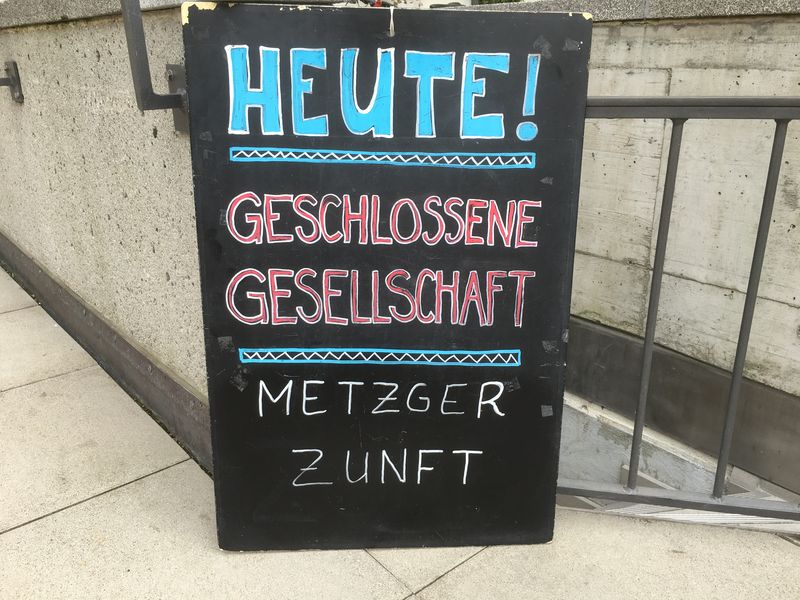 HEUTE!
GESCHLOSSENE
GESELLSCHAFT
METZGER
ZUNFT